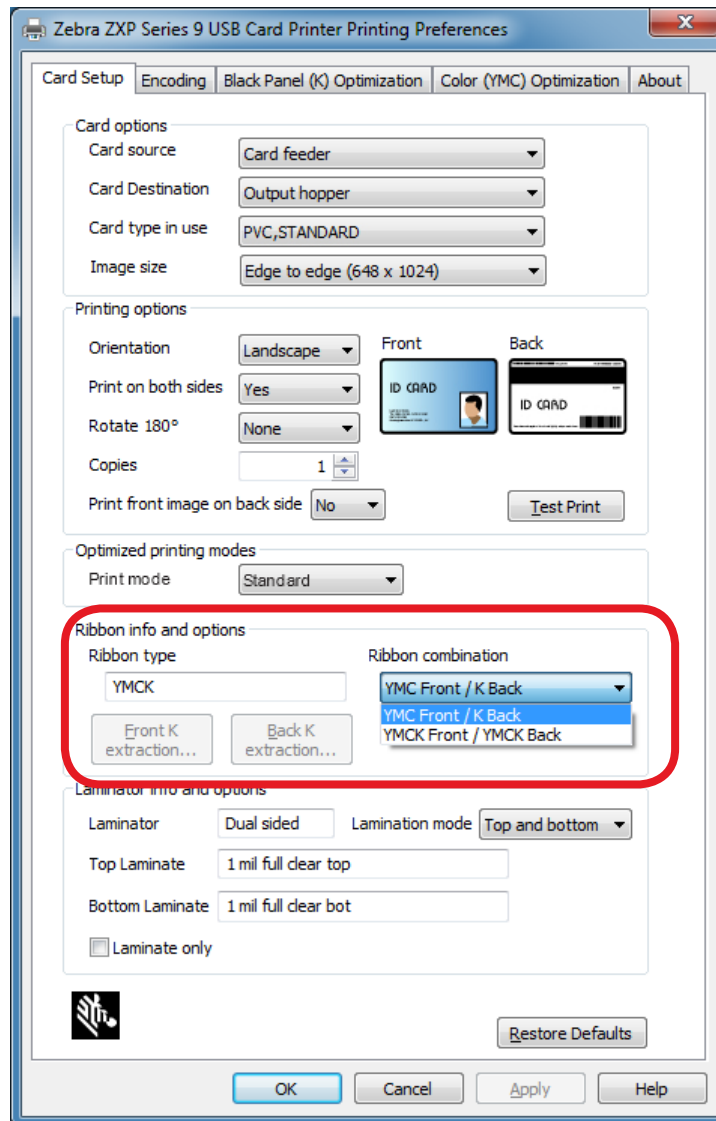 Zebra ZXP Series 9 USB Card Printer Printing Preferences
Card Setup Encoding Black Panel (K) Optimization Color (YMC) Optimization About
Card options
Card source Card feeder
Card Destination Output hopper
Card type in use PVC,STANDARD
Image size Edge to edge (648 x 1024)
Printing options
Orientation Landscape Front Back
Print on both sides Yes ID CARD ID CARD
Rotate 180° None
Copies 1
Print front image on back side No Test Print
Optimized printing modes
Print mode Standard
Ribbon info and options
Ribbon type Ribbon combination
YMCK YMC Front / K Back
YMC Front / K Back
YMCK Front / YMCK Back
Front K extraction... Back K extraction...
Laminator info and options
Laminator Dual sided Lamination mode Top and bottom
Top Laminate 1 mil full clear top
Bottom Laminate 1 mil full clear bot
Laminate only
Restore Defaults
OK Cancel Apply Help